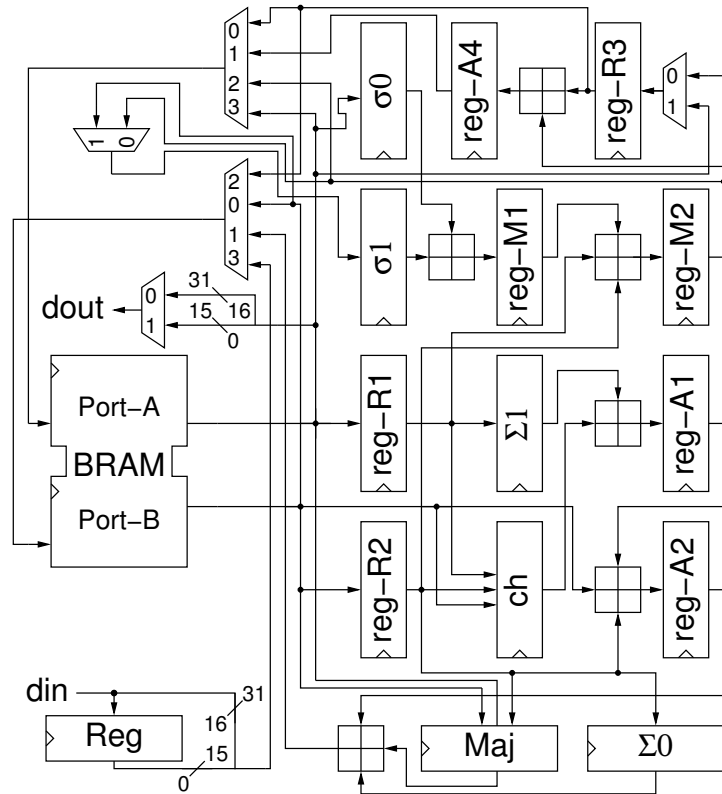 0
1
2
3
σ0
reg-A4
reg-R3
0
1
1
0
2
0
1
3
σ1
reg-M1
reg-M2
dout
0
1
31
16
15
0
Port-A
BRAM
Port-B
reg-R1
Σ1
reg-A1
reg-R2
ch
reg-A2
din
31
16
Reg
15
0
Maj
Σ0